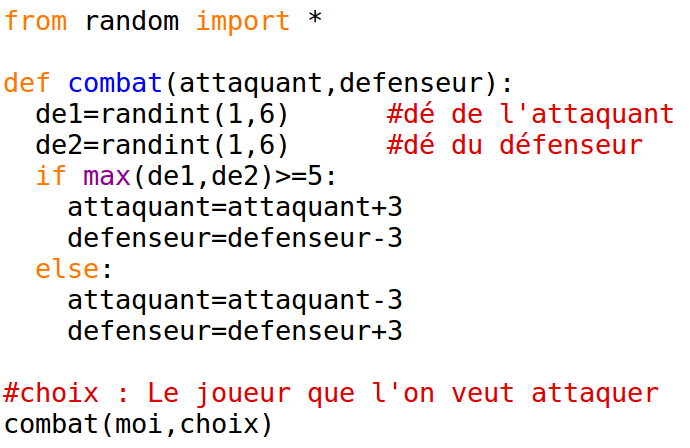 from random import *
def combat(attaquant,defenseur):
  de1=randint(1,6)      #dé de l'attaquant
  de2=randint(1,6)      #dé du défenseur
  if max(de1,de2)>=5:
    attaquant=attaquant+3
    defenseur=defenseur-3
  else:
    attaquant=attaquant-3
    defenseur=defenseur+3
#choix : Le joueur que l'on veut attaquer
combat(moi,choix)